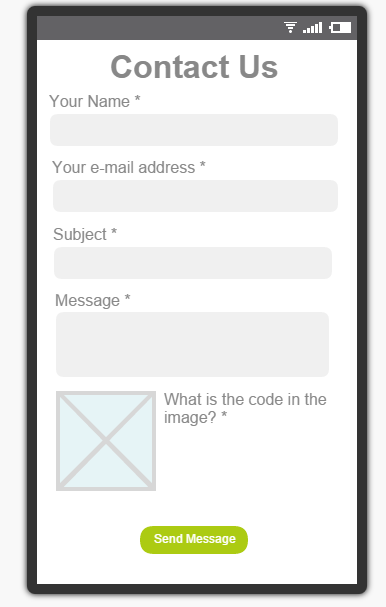 Contact Us
Your Name *
Your e-mail address *
Subject *
Message *
What is the code in the
image? *
Send Message